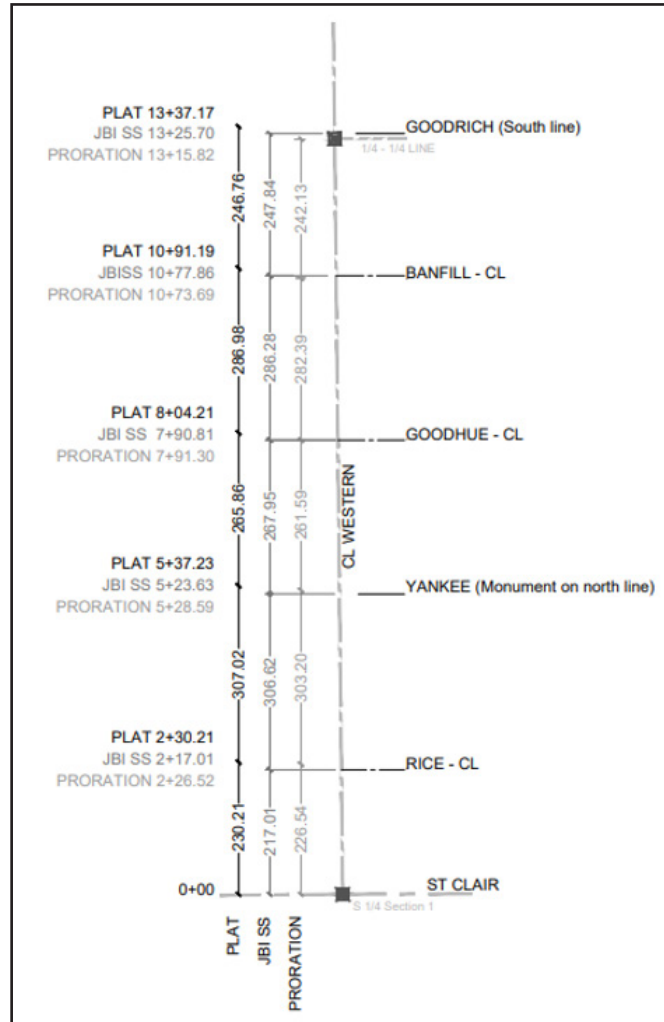 PLAT 13+37.17
JBI SS 13+25.70
PRORATION 13+15.82
GOODRICH (South line)
1/4 - 1/4 LINE
246.76
247.84
242.13
PLAT 10+91.19
JBISS 10+77.86
PRORATION 10+73.69
BANFILL - CL
286.98
286.28
282.39
PLAT 8+04.21
JBI SS 7+90.81
PRORATION 7+91.30
GOODHUE - CL
CL WESTERN
265.86
267.95
261.59
PLAT 5+37.23
JBI SS 5+23.63
PRORATION 5+28.59
YANKEE (Monument on north line)
307.02
306.62
303.20
PLAT 2+30.21
JBI SS 2+17.01
PRORATION 2+26.52
RICE - CL
230.21
217.01
226.54
0+00
ST CLAIR
S 1/4 Section 1
PLAT
JBI SS
PRORATION